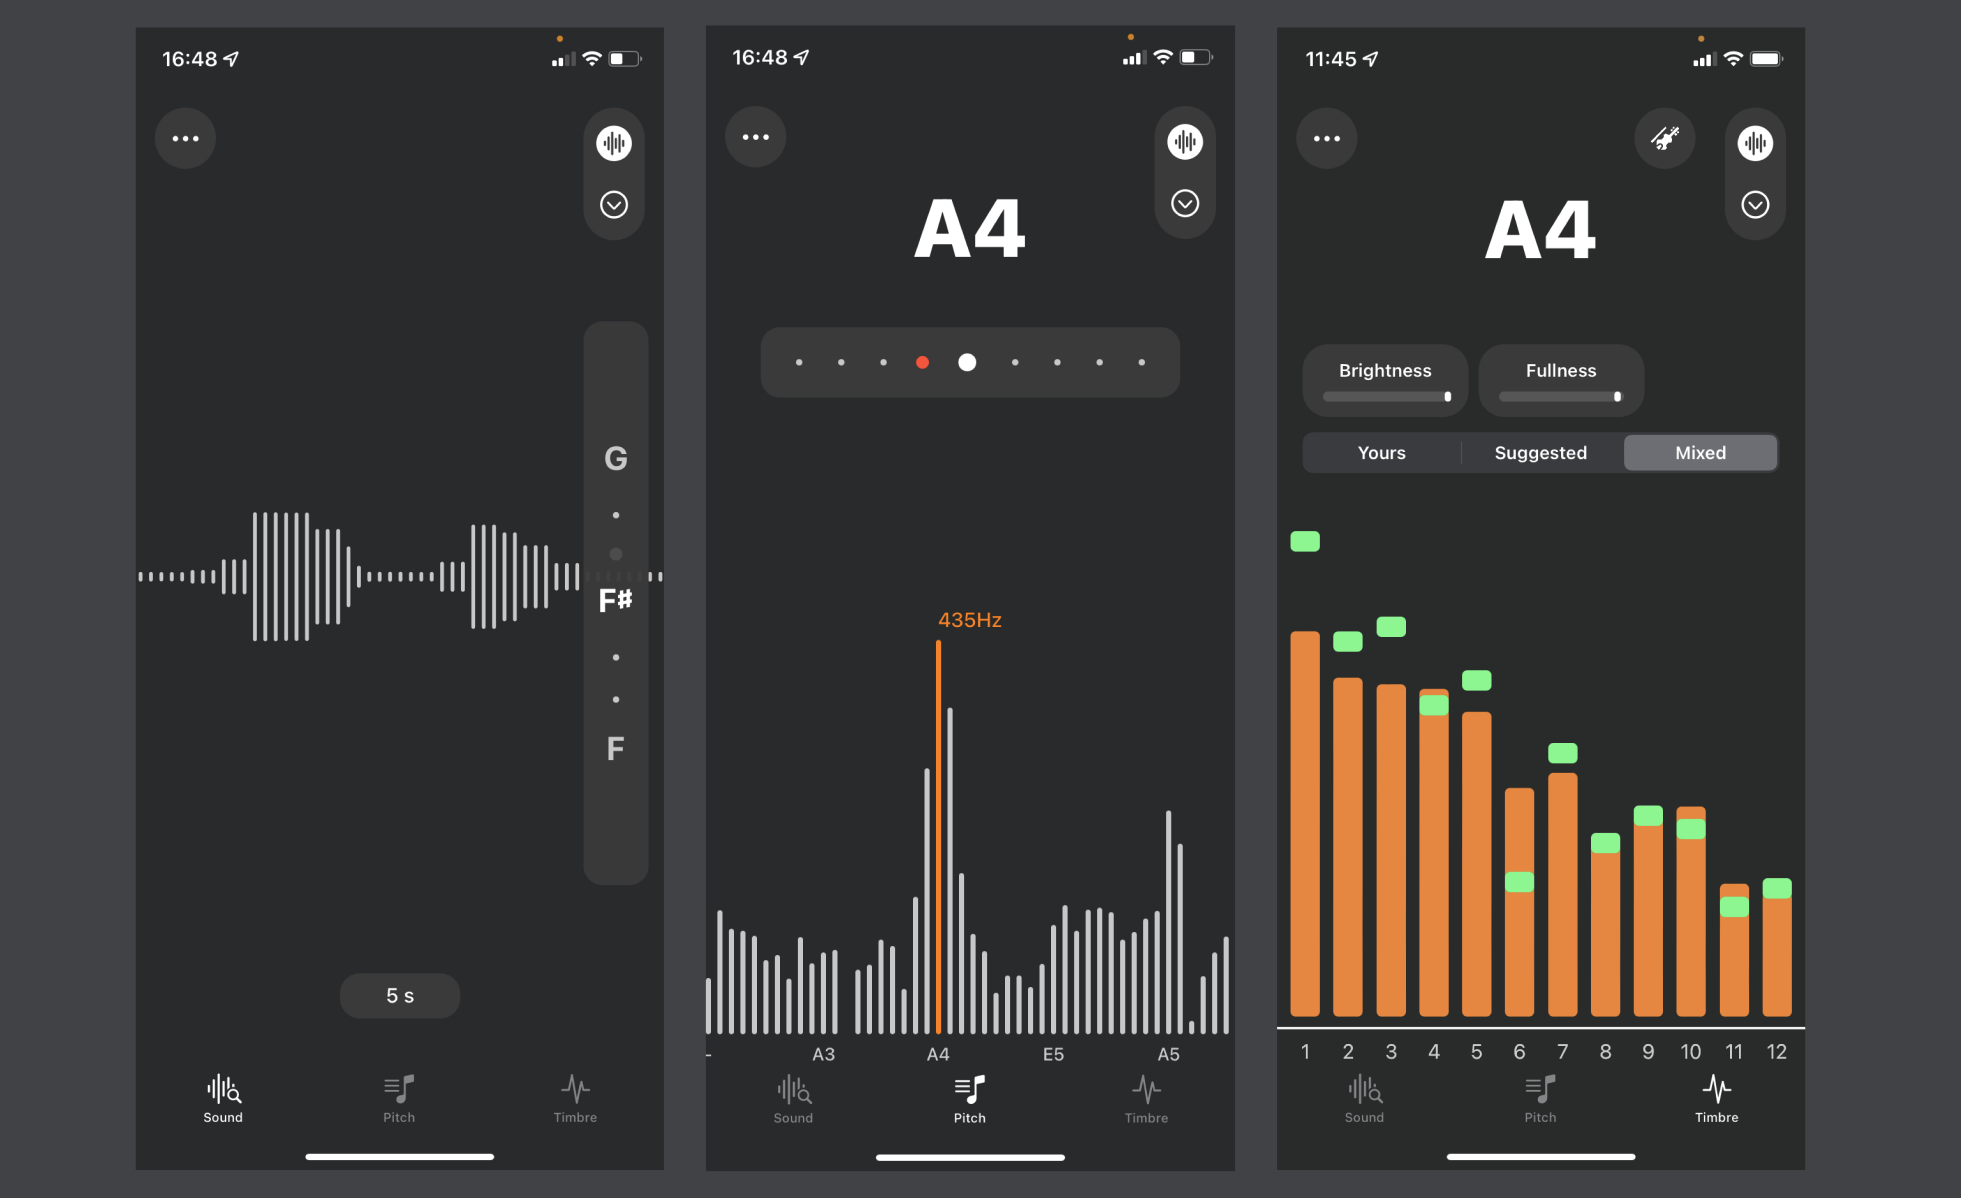 16:48
G
F♯
F
5 s
Sound
Pitch
Timbre
16:48
A4
435Hz
A3
A4
E5
A5
Sound
Pitch
Timbre
11:45
A4
Brightness
Fullness
Yours
Suggested
Mixed
1 2 3 4 5 6 7 8 9 10 11 12
Sound
Pitch
Timbre